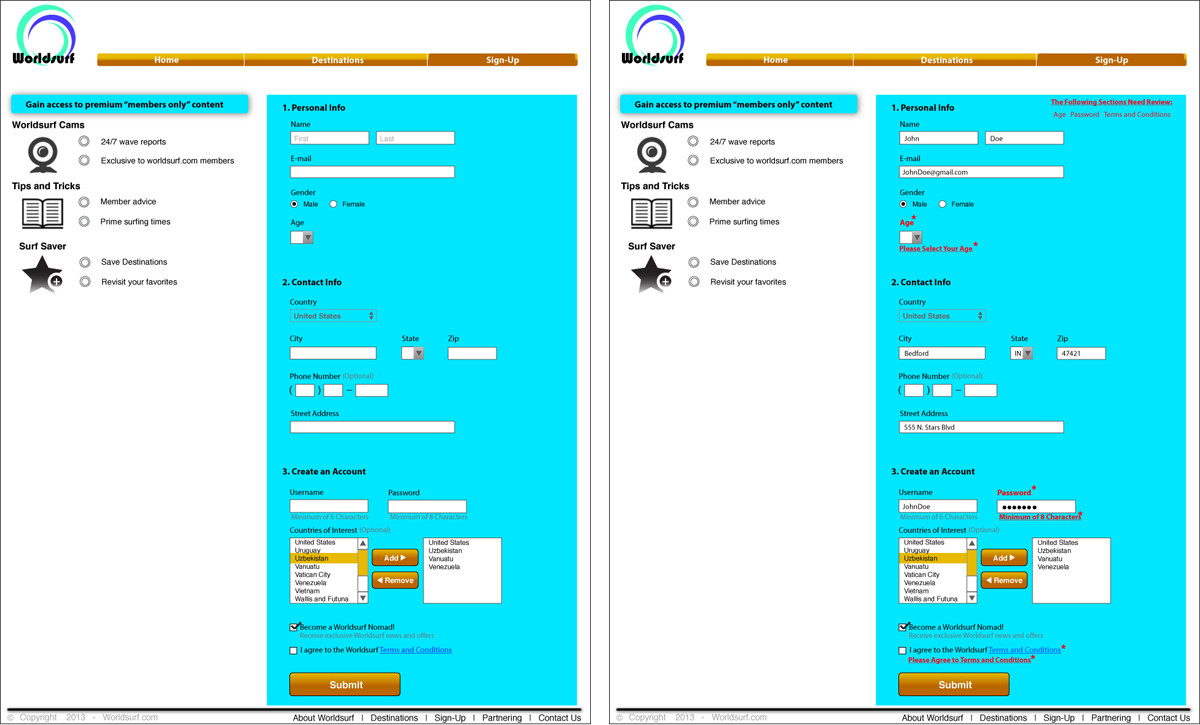 Worldsurf
Home Destinations Sign-Up
Gain access to premium “members only” content
Worldsurf Cams
24/7 wave reports
Exclusive to worldsurf.com members
Tips and Tricks
Member advice
Prime surfing times
Surf Saver
Save Destinations
Revisit your favorites
1. Personal Info
Name
First Last
E-mail
Gender
Male Female
Age
2. Contact Info
Country
United States
City State Zip
Phone Number (Optional)
( ) –
Street Address
3. Create an Account
Username Password
Minimum of 6 Characters Minimum of 8 Characters
Countries of Interest (Optional)
United States
Uruguay
Uzbekistan
Vanuatu
Vatican City
Venezuela
Vietnam
Wallis and Futuna
Add
Remove
United States
Uzbekistan
Vanuatu
Venezuela
Become a Worldsurf Nomad!
Receive exclusive Worldsurf news and offers
I agree to the Worldsurf Terms and Conditions
Submit
© Copyright 2013 - Worldsurf.com
About Worldsurf | Destinations | Sign-Up | Partnering | Contact Us
Worldsurf
Home Destinations Sign-Up
Gain access to premium “members only” content
Worldsurf Cams
24/7 wave reports
Exclusive to worldsurf.com members
Tips and Tricks
Member advice
Prime surfing times
Surf Saver
Save Destinations
Revisit your favorites
The Following Sections Need Review:
Age Password Terms and Conditions
1. Personal Info
Name
John Doe
E-mail
JohnDoe@gmail.com
Gender
Male Female
Age*
Please Select Your Age*
2. Contact Info
Country
United States
City State Zip
Bedford IN 47421
Phone Number (Optional)
( ) –
Street Address
555 N. Stars Blvd
3. Create an Account
Username Password*
JohnDoe •••••••
Minimum of 6 Characters Minimum of 8 Characters*
Countries of Interest (Optional)
United States
Uruguay
Uzbekistan
Vanuatu
Vatican City
Venezuela
Vietnam
Wallis and Futuna
Add
Remove
United States
Uzbekistan
Vanuatu
Venezuela
Become a Worldsurf Nomad!
Receive exclusive Worldsurf news and offers
I agree to the Worldsurf Terms and Conditions*
Please Agree to Terms and Conditions*
Submit
© Copyright 2013 - Worldsurf.com
About Worldsurf | Destinations | Sign-Up | Partnering | Contact Us